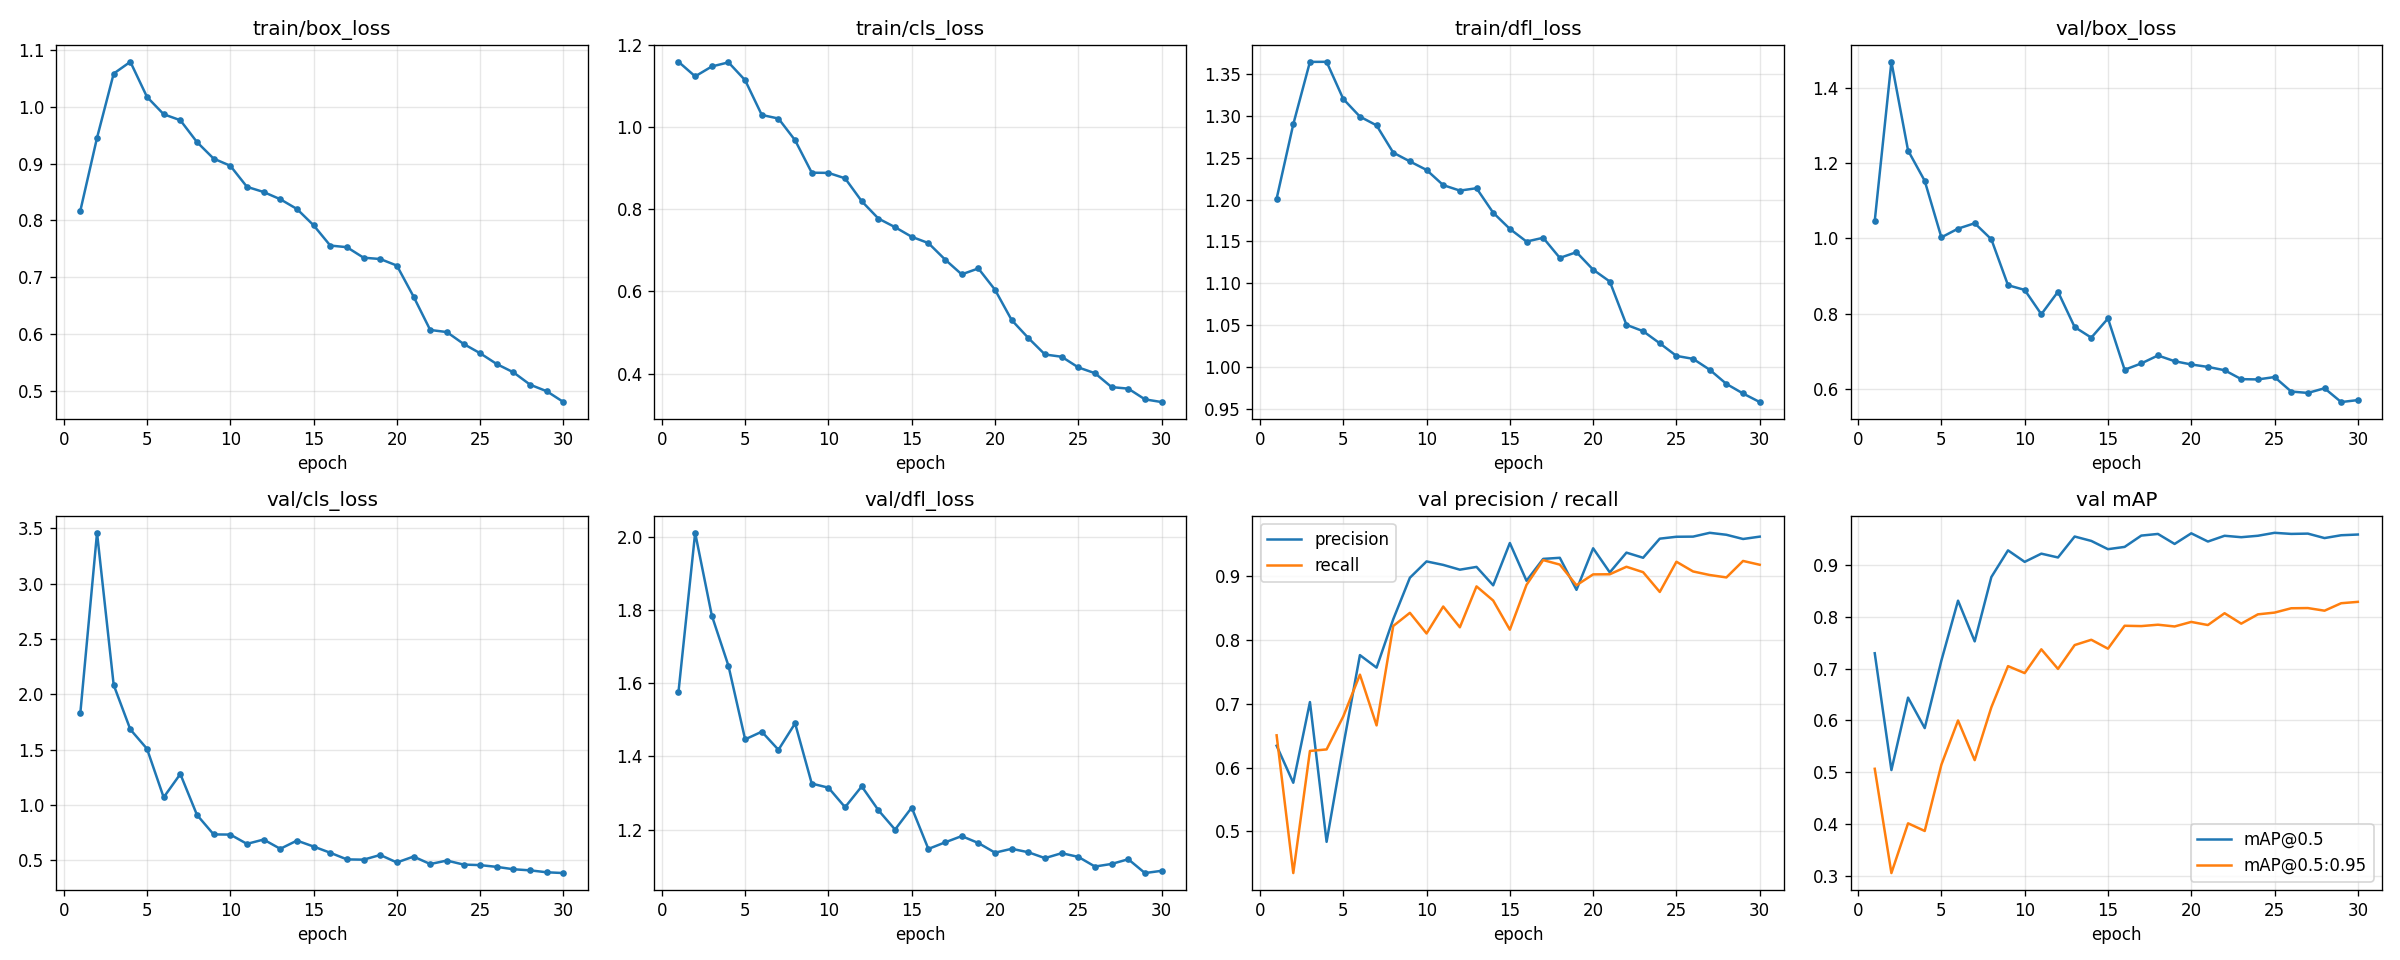 train/box_loss
1.1
1.0
0.9
0.8
0.7
0.6
0.5
0 5 10 15 20 25 30
epoch
train/cls_loss
1.2
1.0
0.8
0.6
0.4
0 5 10 15 20 25 30
epoch
train/dfl_loss
1.35
1.30
1.25
1.20
1.15
1.10
1.05
1.00
0.95
0 5 10 15 20 25 30
epoch
val/box_loss
1.4
1.2
1.0
0.8
0.6
0 5 10 15 20 25 30
epoch
val/cls_loss
3.5
3.0
2.5
2.0
1.5
1.0
0.5
0 5 10 15 20 25 30
epoch
val/dfl_loss
2.0
1.8
1.6
1.4
1.2
0 5 10 15 20 25 30
epoch
val precision / recall
precision
recall
0.9
0.8
0.7
0.6
0.5
0 5 10 15 20 25 30
epoch
val mAP
0.9
0.8
0.7
0.6
0.5
0.4
0.3
mAP@0.5
mAP@0.5:0.95
0 5 10 15 20 25 30
epoch